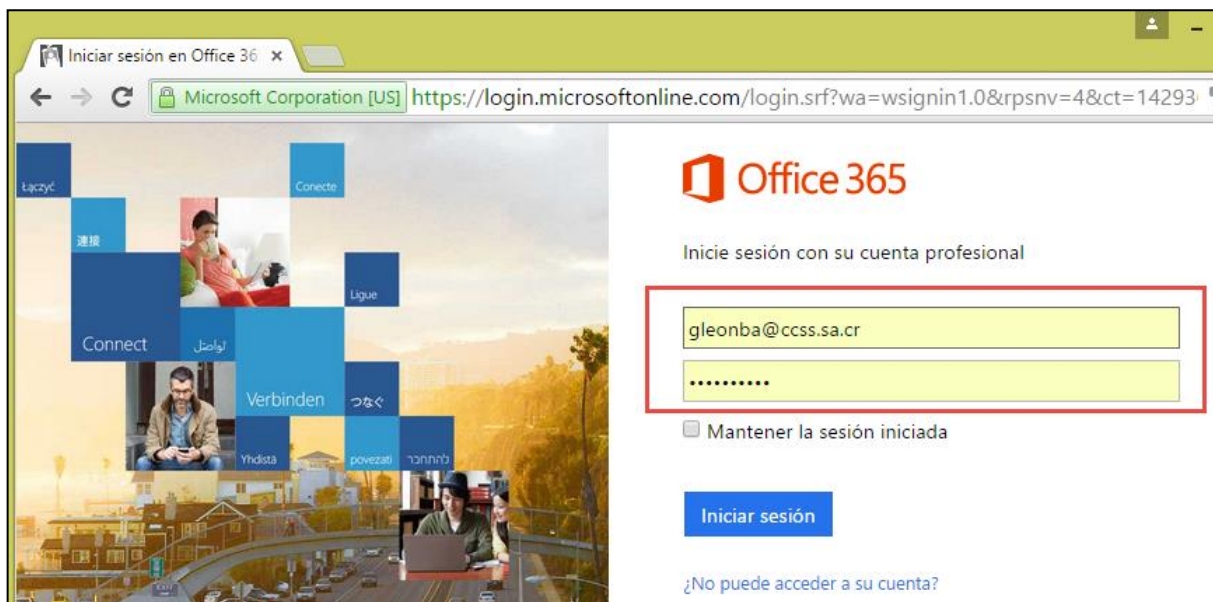 Iniciar sesión en Office 36
Microsoft Corporation [US] https://login.microsoftonline.com/login.srf?wa=wsignin1.0&rpsnv=4&ct=14293
Łączyć
Conecte
連接
Ligue
Connect
تواصل
Verbinden
つなぐ
Yhdistä
povezati
להתחבר
EXIT
Office 365
Inicie sesión con su cuenta profesional
gleonba@ccss.sa.cr
••••••••••
Mantener la sesión iniciada
Iniciar sesión
¿No puede acceder a su cuenta?